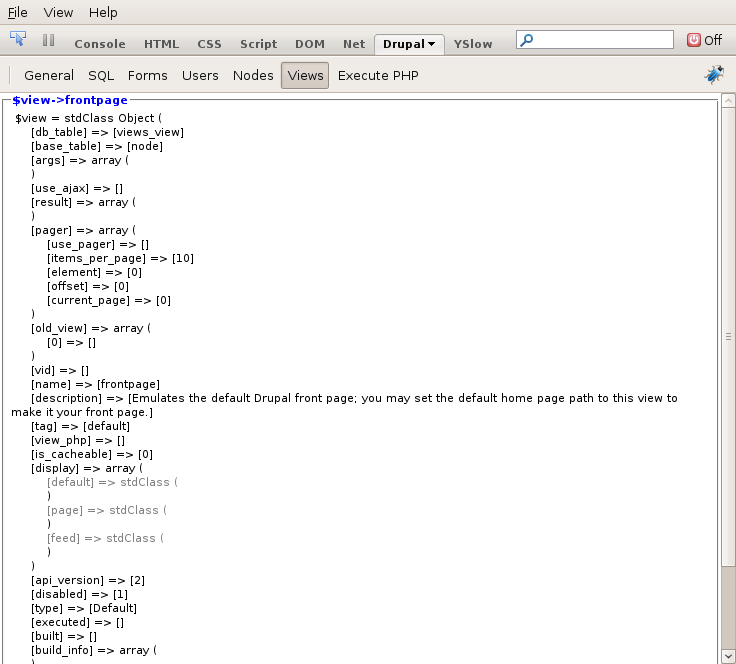 File View Help
Console HTML CSS Script DOM Net Drupal YSlow Off
General SQL Forms Users Nodes Views Execute PHP
$view->frontpage
$view = stdClass Object (
[db_table] => [views_view]
[base_table] => [node]
[args] => array (
)
[use_ajax] => []
[result] => array (
)
[pager] => array (
[use_pager] => []
[items_per_page] => [10]
[element] => [0]
[offset] => [0]
[current_page] => [0]
)
[old_view] => array (
[0] => []
)
[vid] => []
[name] => [frontpage]
[description] => [Emulates the default Drupal front page; you may set the default home page path to this view to
make it your front page.]
[tag] => [default]
[view_php] => []
[is_cacheable] => [0]
[display] => array (
[default] => stdClass (
)
[page] => stdClass (
)
[feed] => stdClass (
)
)
[api_version] => [2]
[disabled] => [1]
[type] => [Default]
[executed] => []
[built] => []
[build_info] => array (
)